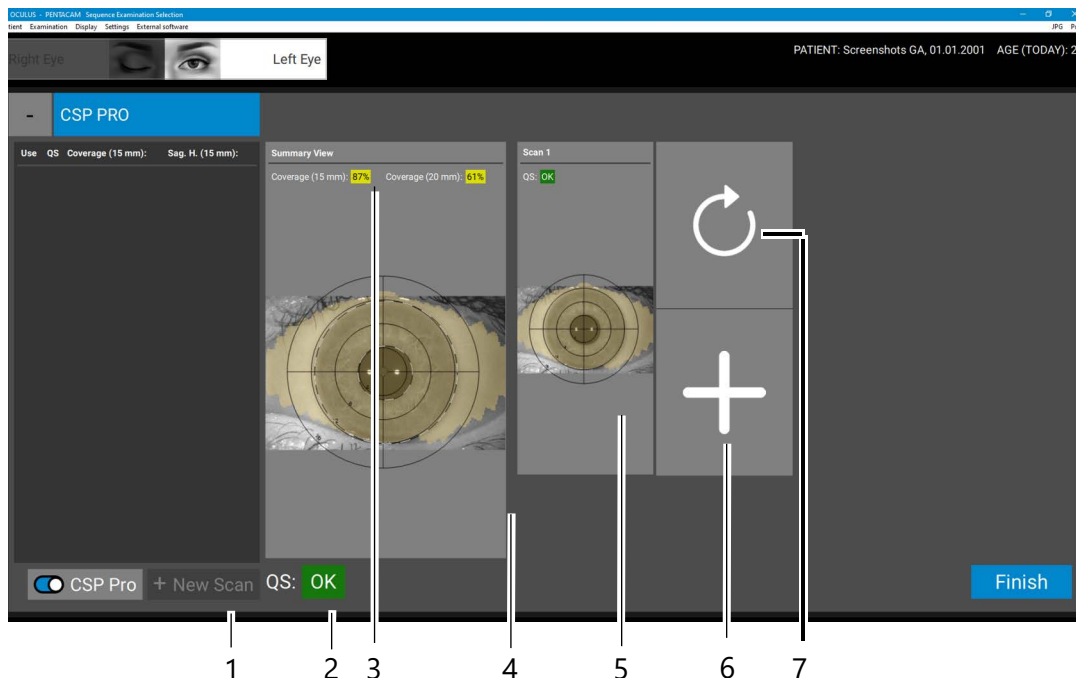 OCULUS - PENTACAM Sequence Examination Selection
tient Examination Display Settings External software JPG
Right Eye Left Eye PATIENT: Screenshots GA, 01.01.2001 AGE (TODAY): 2
- CSP PRO
Use QS Coverage (15 mm): Sag. H. (15 mm):
Summary View
Coverage (15 mm): 87% Coverage (20 mm): 61%
Scan 1
QS: OK
CSP Pro + New Scan QS: OK Finish
1 2 3 4 5 6 7